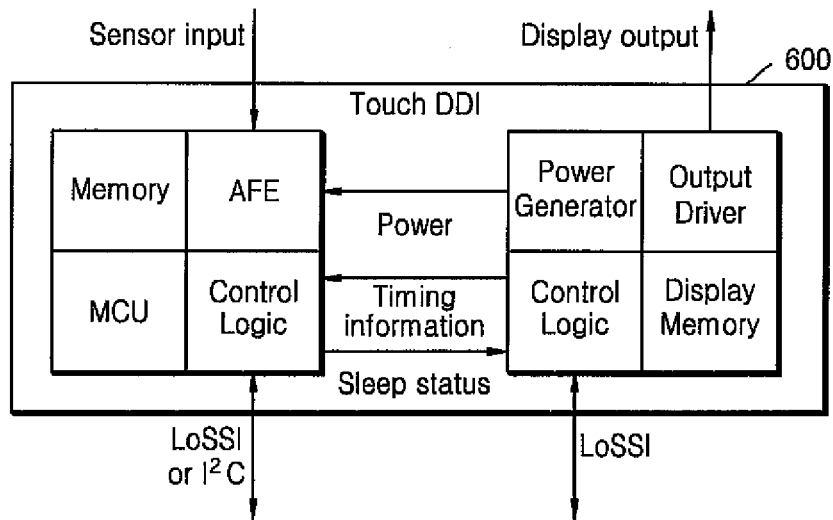 Sensor input
Display output
600
Touch DDI
Memory
AFE
Power
Generator
Output
Driver
Power
MCU
Control
Logic
Timing
information
Control
Logic
Display
Memory
Sleep status
LoSSI
or I²C
LoSSI